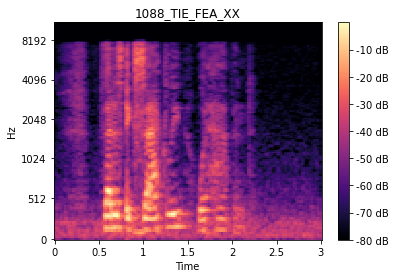 1088_TIE_FEA_XX
8192
4096
2048
1024
512
0
Hz
0 0.5 1 1.5 2 2.5 3
Time
-10 dB
-20 dB
-30 dB
-40 dB
-50 dB
-60 dB
-70 dB
-80 dB